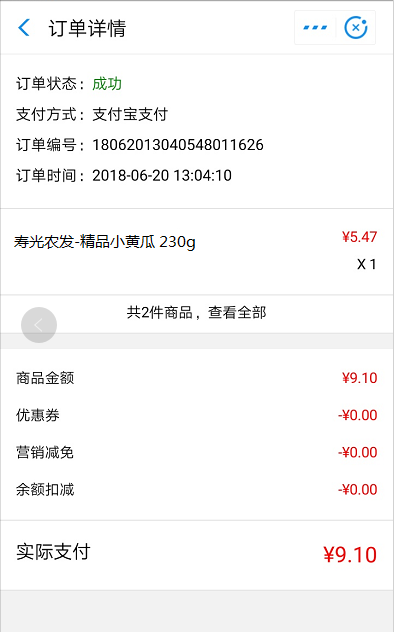 订单详情
订单状态：成功
支付方式：支付宝支付
订单编号：18062013040548011626
订单时间：2018-06-20 13:04:10
寿光农发-精品小黄瓜 230g ¥5.47
X 1
共2件商品，查看全部
商品金额 ¥9.10
优惠券 -¥0.00
营销减免 -¥0.00
余额扣减 -¥0.00
实际支付 ¥9.10